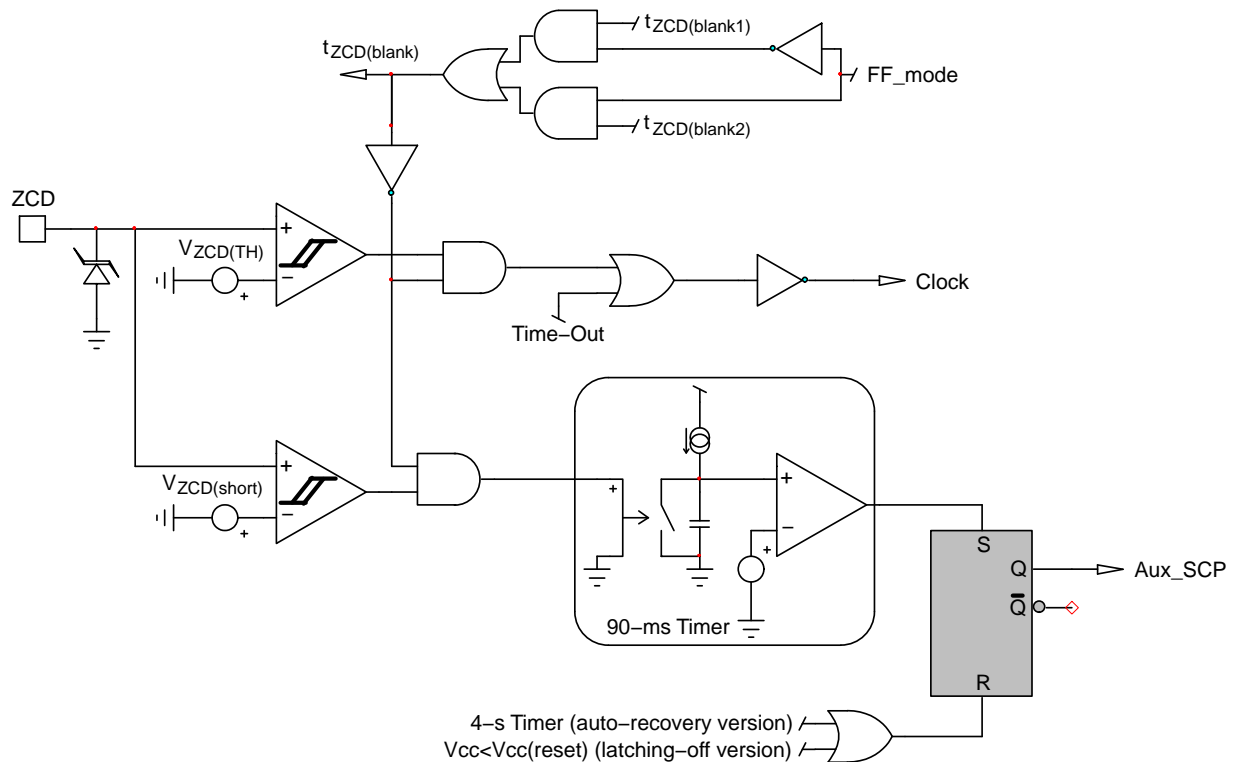 tZCD(blank1)
tZCD(blank)
FF_mode
tZCD(blank2)
ZCD
+
VZCD(TH)
−
+
Clock
Time−Out
+
VZCD(short)
−
+
+
+
−
+
S
Q
Aux_SCP
Q
90−ms Timer
R
4−s Timer (auto−recovery version)
Vcc<Vcc(reset) (latching−off version)